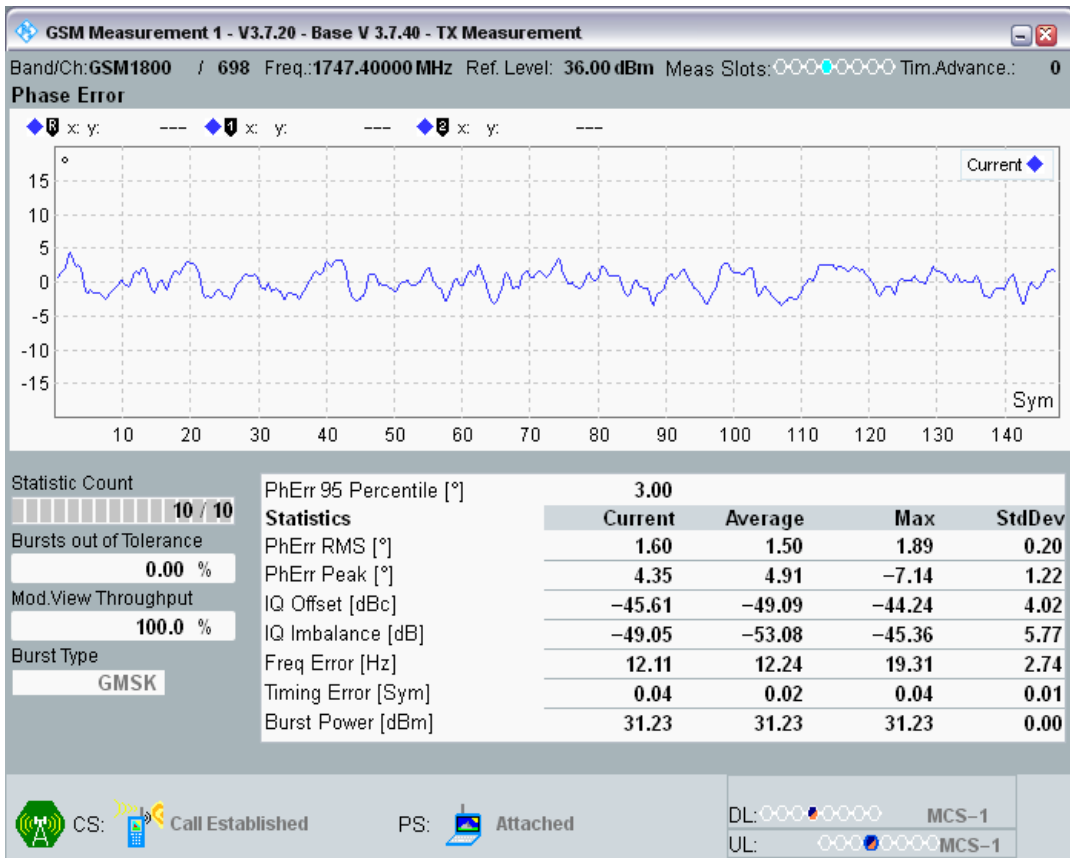 GSM Measurement 1 - V3.7.20 - Base V 3.7.40 - TX Measurement
Band/Ch:GSM1800 / 698 Freq.:1747.40000 MHz Ref. Level: 36.00 dBm Meas Slots: Tim.Advance.: 0
Phase Error
R x: y: --- 1 x: y: --- 2 x: y: ---
° Current
15
10
5
0
-5
-10
-15
Sym
10 20 30 40 50 60 70 80 90 100 110 120 130 140
Statistic Count
10 / 10
Bursts out of Tolerance
0.00 %
Mod.View Throughput
100.0 %
Burst Type
GMSK
PhErr 95 Percentile [°] 3.00
Statistics Current Average Max StdDev
PhErr RMS [°] 1.60 1.50 1.89 0.20
PhErr Peak [°] 4.35 4.91 −7.14 1.22
IQ Offset [dBc] −45.61 −49.09 −44.24 4.02
IQ Imbalance [dB] −49.05 −53.08 −45.36 5.77
Freq Error [Hz] 12.11 12.24 19.31 2.74
Timing Error [Sym] 0.04 0.02 0.04 0.01
Burst Power [dBm] 31.23 31.23 31.23 0.00
CS: Call Established PS: Attached
DL: MCS−1
UL: MCS−1